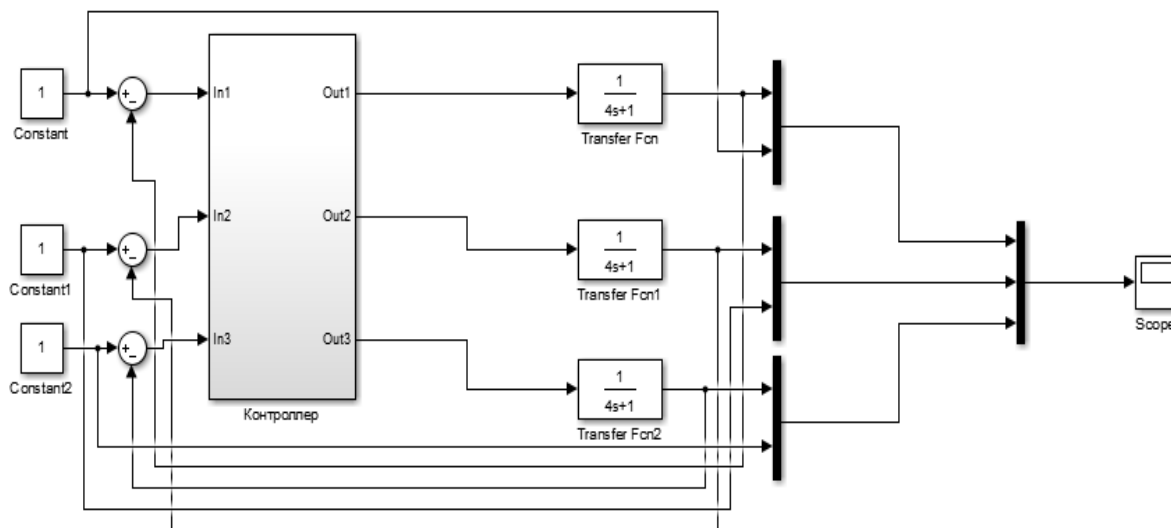 1
Constant
In1
Out1
1
4s+1
Transfer Fcn
1
Constant1
In2
Out2
1
4s+1
Transfer Fcn1
1
Constant2
In3
Out3
1
4s+1
Transfer Fcn2
Контроллер
Scope